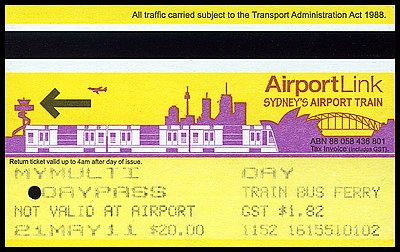 All traffic carried subject to the Transport Administration Act 1988.
AirportLink
SYDNEY'S AIRPORT TRAIN
ABN 88 058 436 801
Tax Invoice (includes GST).
Return ticket valid up to 4am after day of issue.
MYMULTI DAY
DAYPASS TRAIN BUS FERRY
NOT VALID AT AIRPORT GST $1.82
21MAY11 $20.00 1152 1615510102